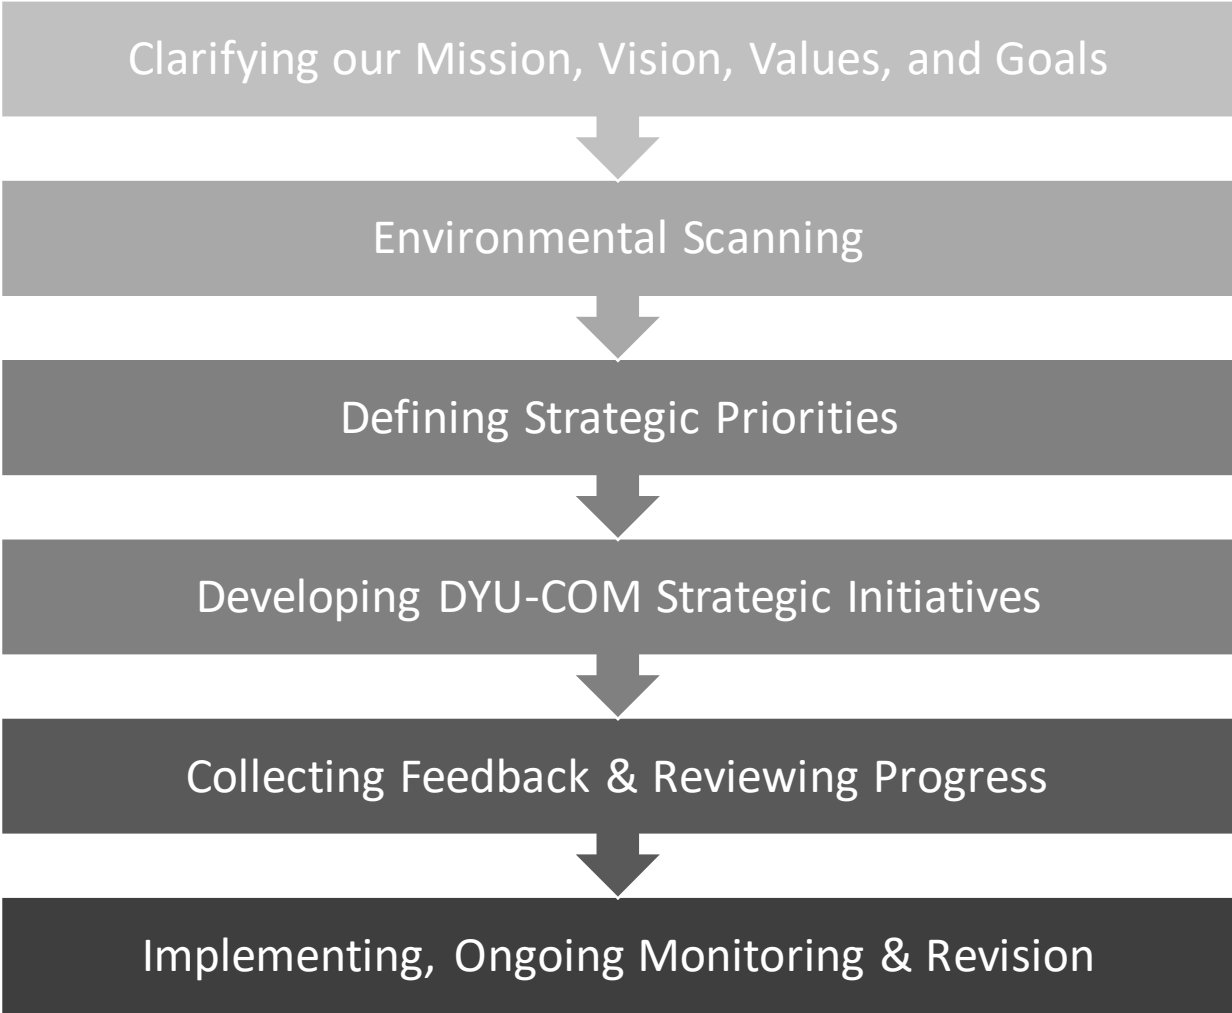 Clarifying our Mission, Vision, Values, and Goals
Environmental Scanning
Defining Strategic Priorities
Developing DYU-COM Strategic Initiatives
Collecting Feedback & Reviewing Progress
Implementing, Ongoing Monitoring & Revision